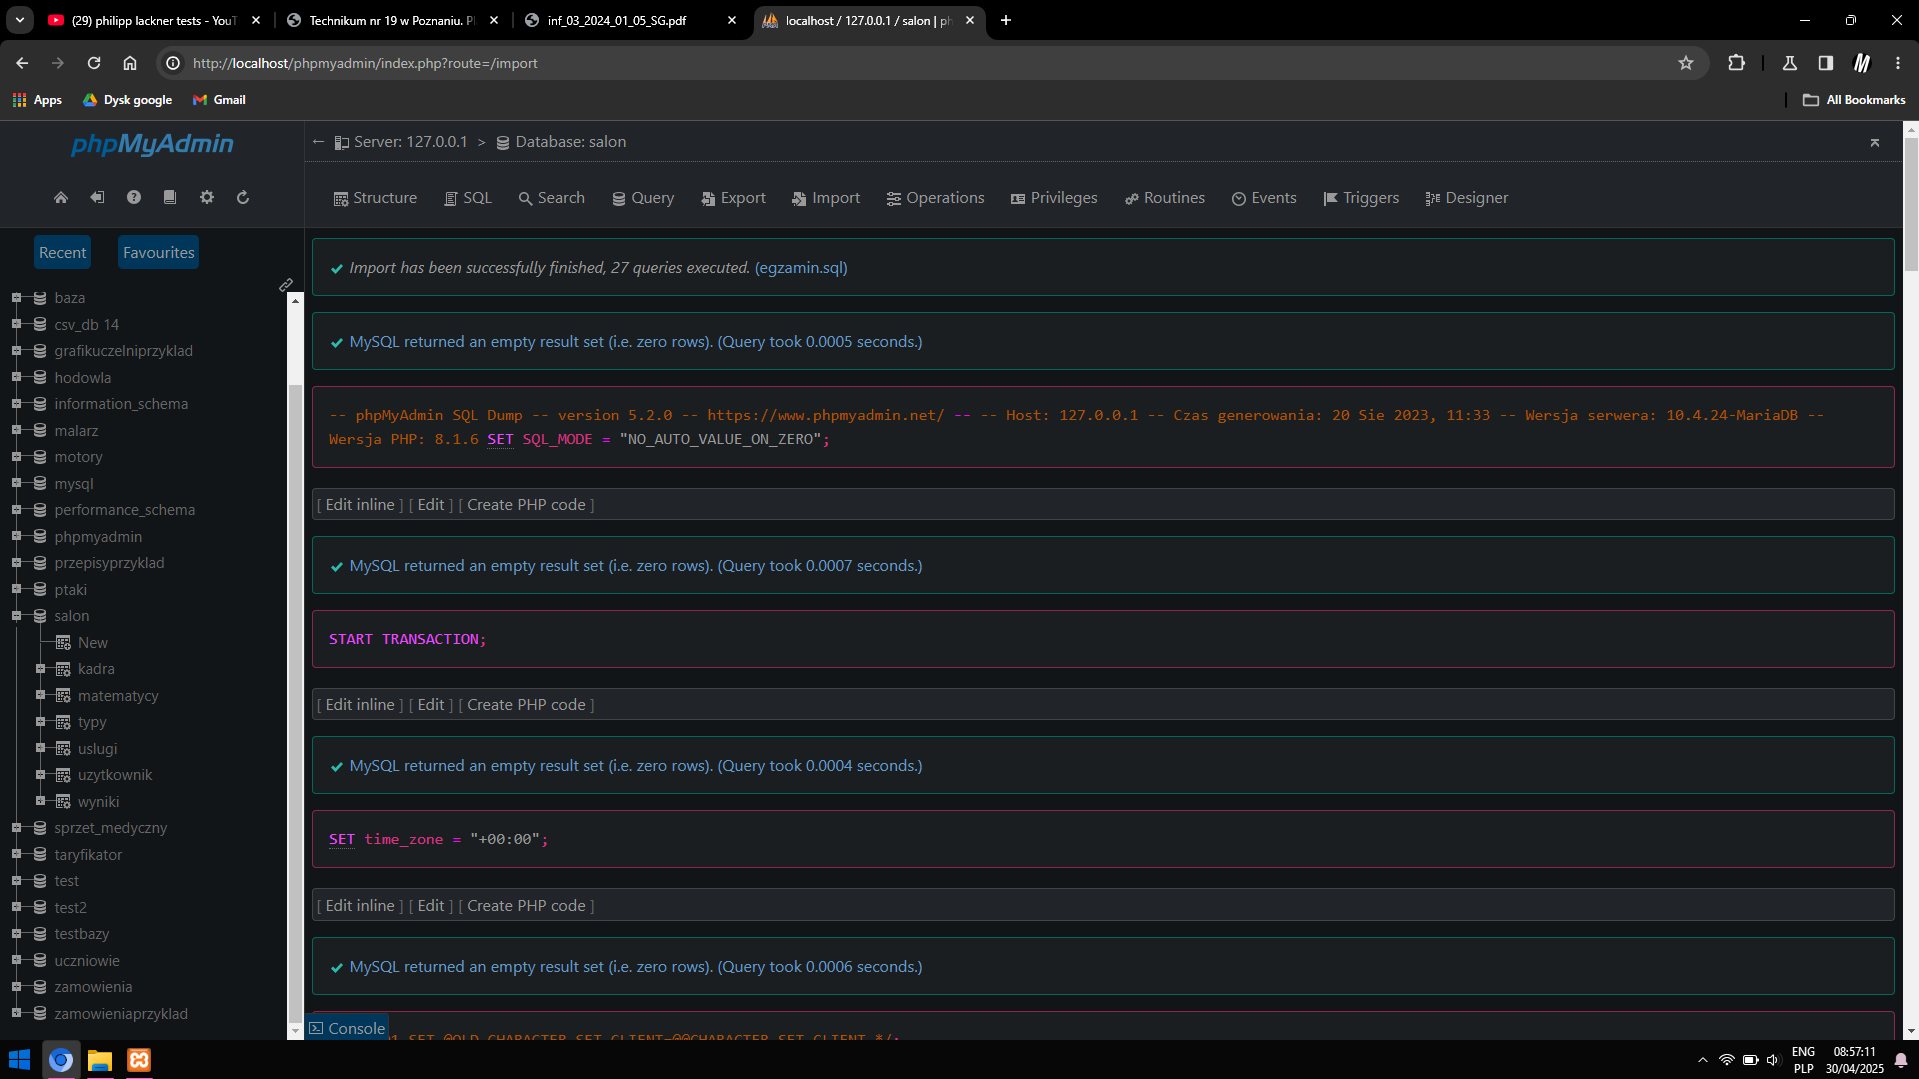 (29) philipp lackner tests - YouT
Technikum nr 19 w Poznaniu. Pl
inf_03_2024_01_05_SG.pdf
localhost / 127.0.0.1 / salon | ph
http://localhost/phpmyadmin/index.php?route=/import
Apps
Dysk google
Gmail
All Bookmarks
phpMyAdmin
Server: 127.0.0.1 > Database: salon
Structure
SQL
Search
Query
Export
Import
Operations
Privileges
Routines
Events
Triggers
Designer
Recent
Favourites
baza
csv_db 14
grafikuczelniprzyklad
hodowla
information_schema
malarz
motory
mysql
performance_schema
phpmyadmin
przepisyprzyklad
ptaki
salon
New
kadra
matematycy
typy
uslugi
uzytkownik
wyniki
sprzet_medyczny
taryfikator
test
test2
testbazy
uczniowie
zamowienia
zamowieniaprzyklad
Import has been successfully finished, 27 queries executed. (egzamin.sql)
MySQL returned an empty result set (i.e. zero rows). (Query took 0.0005 seconds.)
-- phpMyAdmin SQL Dump -- version 5.2.0 -- https://www.phpmyadmin.net/ -- -- Host: 127.0.0.1 -- Czas generowania: 20 Sie 2023, 11:33 -- Wersja serwera: 10.4.24-MariaDB --
Wersja PHP: 8.1.6 SET SQL_MODE = "NO_AUTO_VALUE_ON_ZERO";
[ Edit inline ] [ Edit ] [ Create PHP code ]
MySQL returned an empty result set (i.e. zero rows). (Query took 0.0007 seconds.)
START TRANSACTION;
[ Edit inline ] [ Edit ] [ Create PHP code ]
MySQL returned an empty result set (i.e. zero rows). (Query took 0.0004 seconds.)
SET time_zone = "+00:00";
[ Edit inline ] [ Edit ] [ Create PHP code ]
MySQL returned an empty result set (i.e. zero rows). (Query took 0.0006 seconds.)
SET @OLD_CHARACTER_SET_CLIENT=@@CHARACTER_SET_CLIENT */;
Console
ENG
PLP
08:57:11
30/04/2025